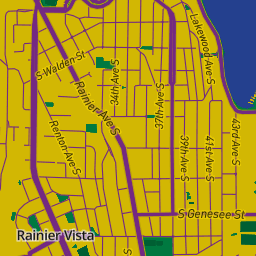 Lakewood Ave S
S Walden St
34th Ave S
Rainier Ave S
37th Ave S
Renton Ave S
39th Ave S
41st Ave S
43rd Ave S
S Genesee St
Rainier Vista